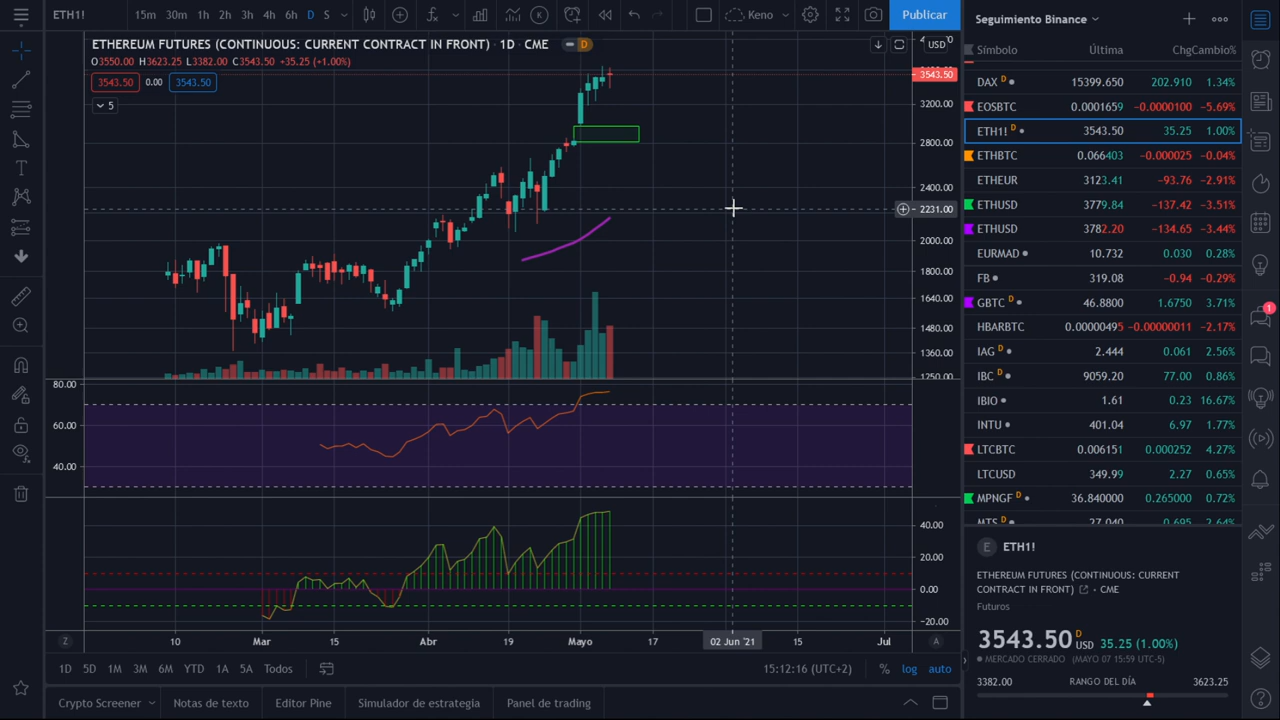 ETH1! 15m 30m 1h 2h 4h 6h D S Keno Publicar
ETHEREUM FUTURES (CONTINUOUS: CURRENT CONTRACT IN FRONT) · 1D · CME D USD
O3550.00 H3623.25 L3382.00 C3543.50 +35.25 (+1.00%)
3543.50 0.00 3543.50
5
3543.50
3200.00
2800.00
2400.00
2231.00
2000.00
1800.00
1640.00
1480.00
1360.00
1250.00
80.00
60.00
40.00
40.00
20.00
0.00
−20.00
Z 10 Mar 15 Abr 19 Mayo 17 02 Jun '21 15 Jul A
1D 5D 1M 3M 6M YTD 1A 5A Todos 15:12:16 (UTC+2) % log auto
Crypto Screener Notas de texto Editor Pine Simulador de estrategia Panel de trading
Seguimiento Binance
Símbolo Última Chg Cambio%
DAX D 15399.650 202.910 1.34%
EOSBTC 0.0001659 −0.0000100 −5.69%
ETH1! D 3543.50 35.25 1.00%
ETHBTC 0.066403 −0.000025 −0.04%
ETHEUR 3123.41 −93.76 −2.91%
ETHUSD 3779.84 −137.42 −3.51%
ETHUSD 3782.20 −134.65 −3.44%
EURMAD 10.732 0.030 0.28%
FB 319.08 −0.94 −0.29%
GBTC D 46.8800 1.6750 3.71%
HBARBTC 0.00000495 −0.00000011 −2.17%
IAG D 2.444 0.061 2.56%
IBC D 9059.20 77.00 0.86%
IBIO 1.61 0.23 16.67%
INTU 401.04 6.97 1.77%
LTCBTC 0.006151 0.000252 4.27%
LTCUSD 349.99 2.27 0.65%
MPNGF D 36.840000 0.265000 0.72%
MTS D 27.040 0.695 2.64%
E ETH1!
ETHEREUM FUTURES (CONTINUOUS: CURRENT
CONTRACT IN FRONT) · CME
Futuros
3543.50 D USD 35.25 (1.00%)
MERCADO CERRADO (MAYO 07 15:59 UTC-5)
3382.00 RANGO DEL DÍA 3623.25
1